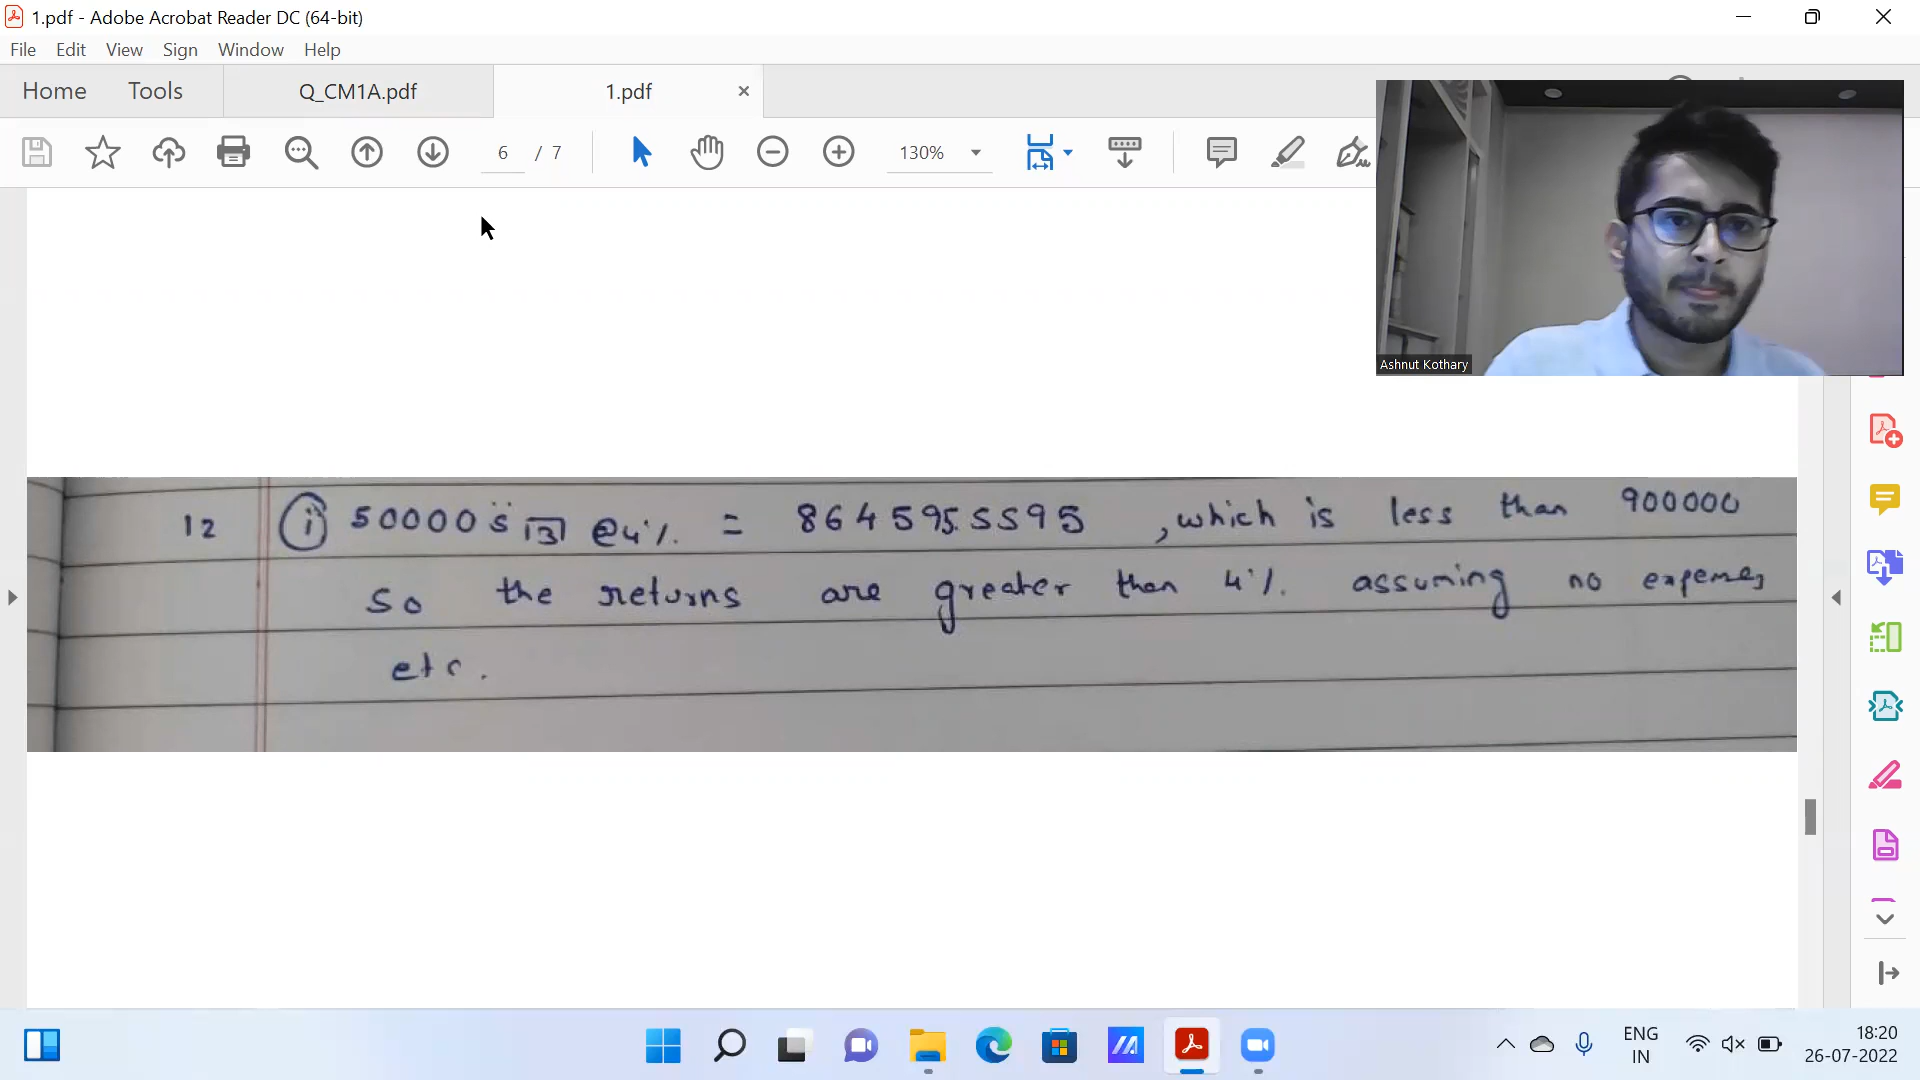 1.pdf - Adobe Acrobat Reader DC (64-bit)
File Edit View Sign Window Help
Home Tools Q_CM1A.pdf 1.pdf
6 / 7 130%
Ashnut Kothary
12 (i) 50000 s̈ 13 @4% = 864595.5595 , which is less than 900000
So the returns are greater than 4% assuming no expenses
etc.
ENG
IN
18:20
26-07-2022